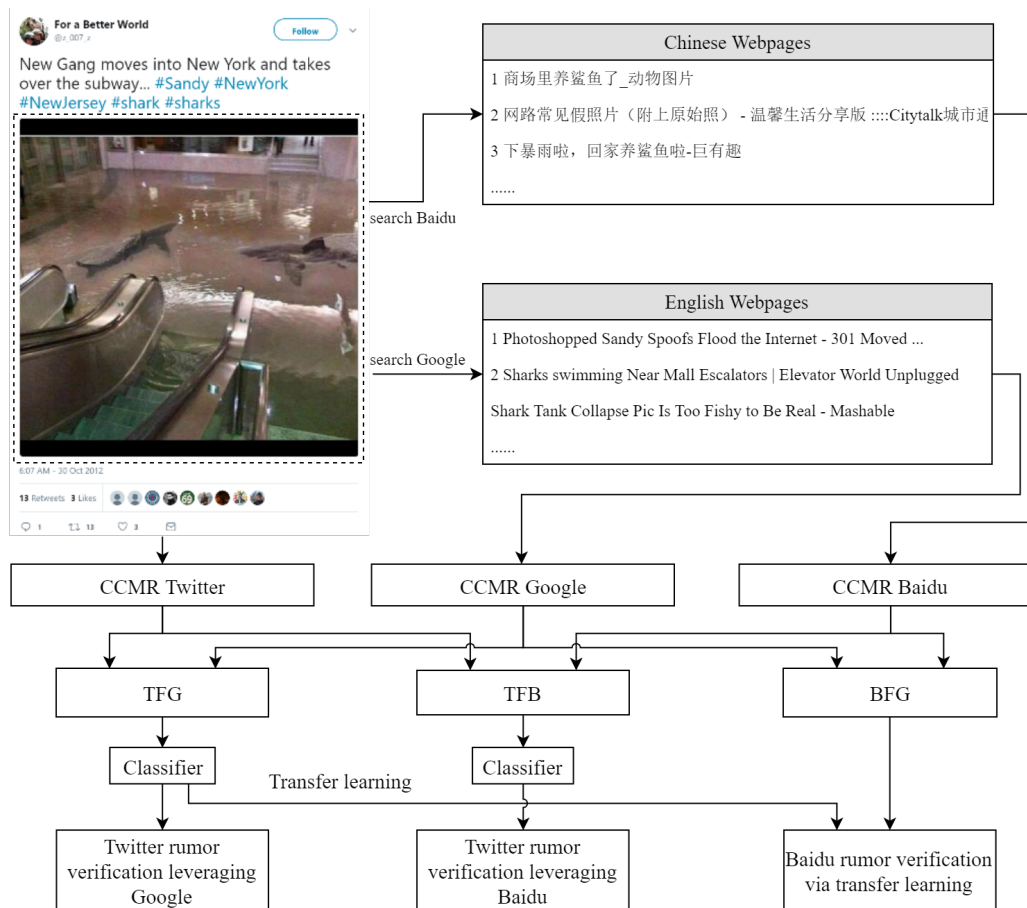 For a Better World
@z_007_z
Follow
New Gang moves into New York and takes
over the subway... #Sandy #NewYork
#NewJersey #shark #sharks
6:07 AM - 30 Oct 2012
13 Retweets 3 Likes
69
1 13 3
search Baidu
search Google
Chinese Webpages
1 商场里养鲨鱼了_动物图片
2 网路常见假照片（附上原始照） - 温馨生活分享版 ::::Citytalk城市通
3 下暴雨啦，回家养鲨鱼啦-巨有趣
......
English Webpages
1 Photoshopped Sandy Spoofs Flood the Internet - 301 Moved ...
2 Sharks swimming Near Mall Escalators | Elevator World Unplugged
Shark Tank Collapse Pic Is Too Fishy to Be Real - Mashable
......
CCMR Twitter
CCMR Google
CCMR Baidu
TFG
TFB
BFG
Classifier
Classifier
Transfer learning
Twitter rumor
verification leveraging
Google
Twitter rumor
verification leveraging
Baidu
Baidu rumor verification
via transfer learning